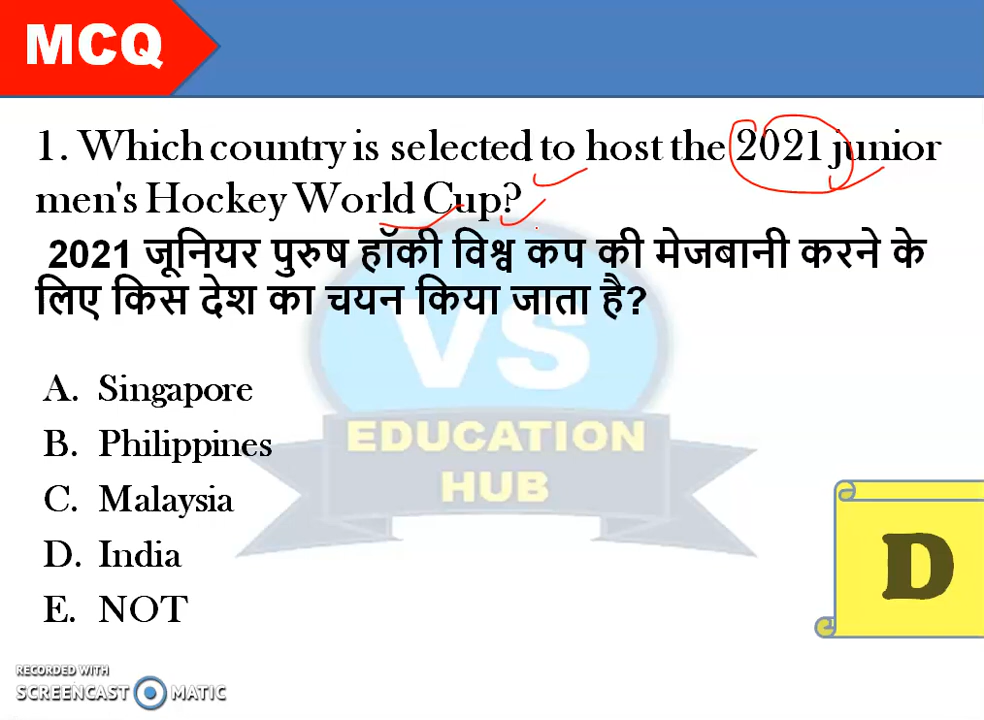 MCQ
1. Which country is selected to host the 2021 junior
men's Hockey World Cup?
2021 जूनियर पुरुष हॉकी विश्व कप की मेजबानी करने के
लिए किस देश का चयन किया जाता है?
VS
A. Singapore
B. Philippines
EDUCATION
HUB
C. Malaysia
D. India
E. NOT
D
RECORDED WITH
SCREENCAST MATIC